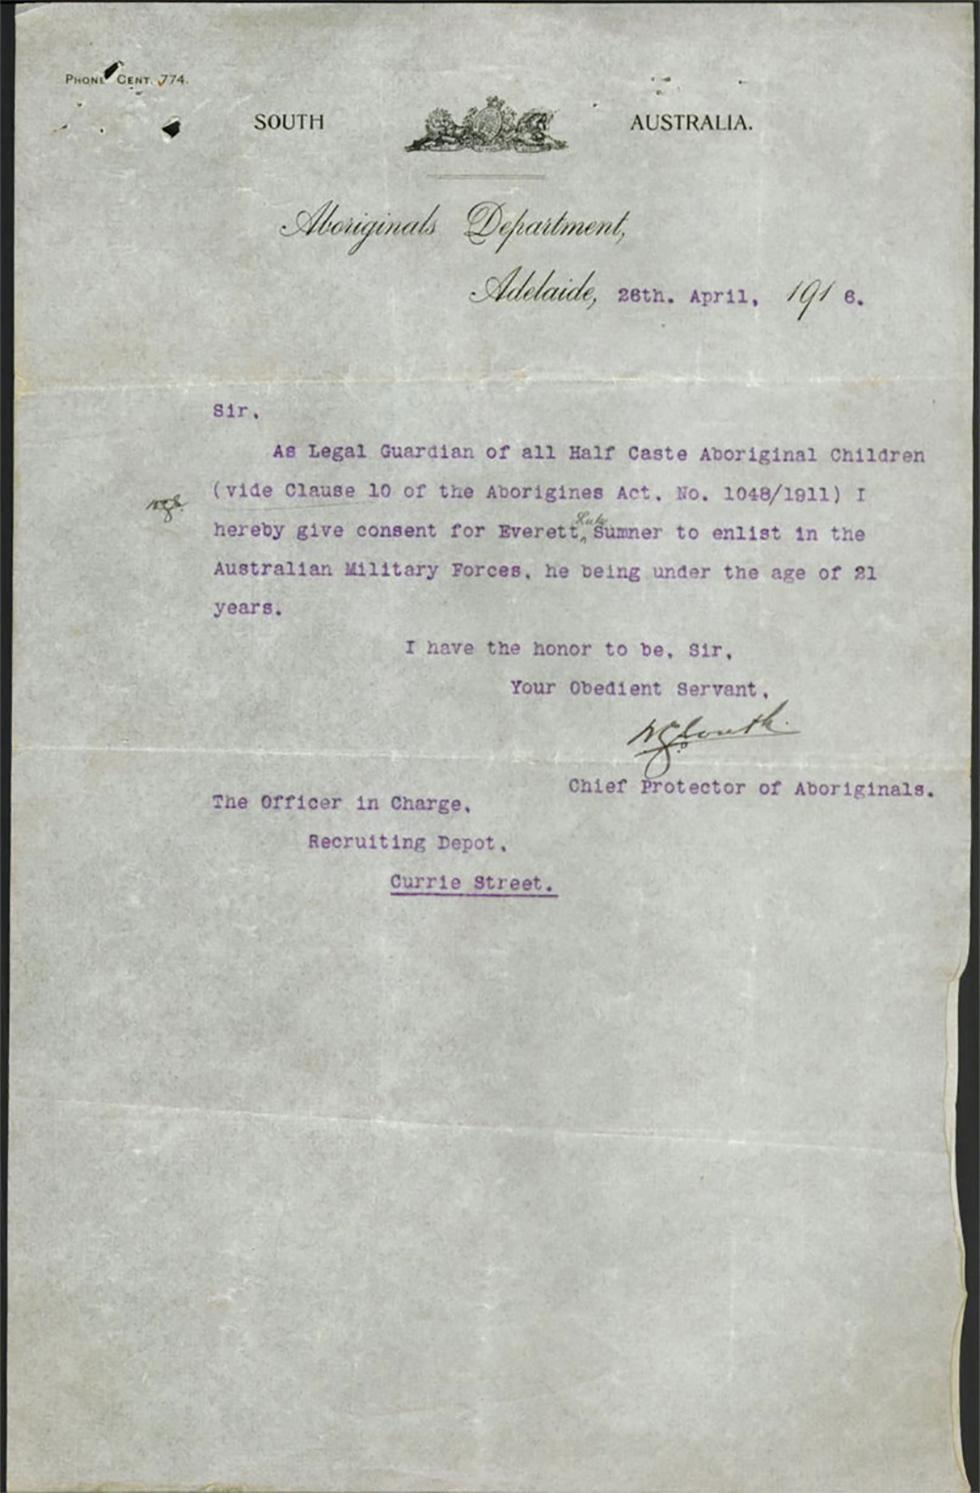 PHONE CENT. 774.
SOUTH AUSTRALIA.
Aboriginals Department,
Adelaide, 26th. April, 1916.
Sir,
As Legal Guardian of all Half Caste Aboriginal Children
(vide Clause 10 of the Aborigines Act, No. 1048/1911) I
hereby give consent for Everett, Sumner to enlist in the
Australian Military Forces, he being under the age of 21
years.
I have the honor to be, Sir,
Your Obedient Servant,
WGSouth.
Chief Protector of Aboriginals.
The Officer in Charge,
Recruiting Depot,
Currie Street.